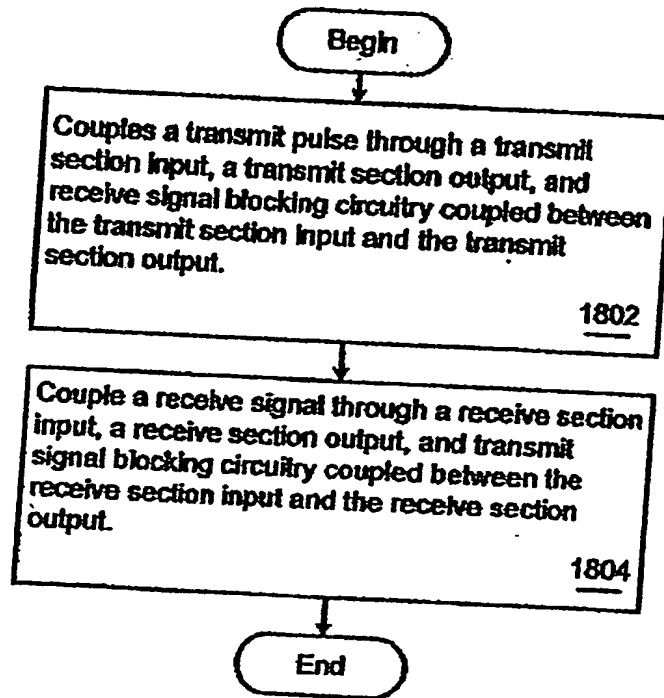 Begin
Couples a transmit pulse through a transmit
section input, a transmit section output, and
receive signal blocking circuitry coupled between
the transmit section input and the transmit
section output.
1802
Couple a receive signal through a receive section
input, a receive section output, and transmit
signal blocking circuitry coupled between the
receive section input and the receive section
output.
1804
End